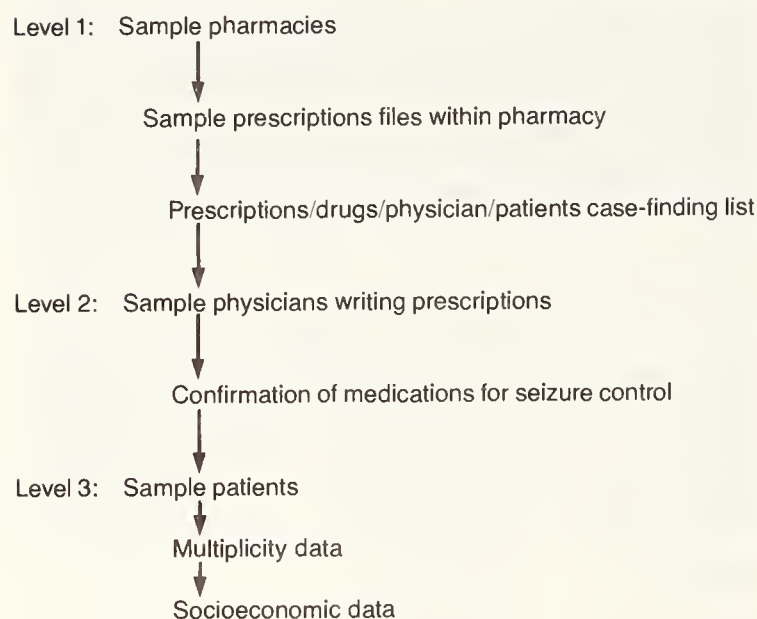 Level 1: Sample pharmacies
Sample prescriptions files within pharmacy
Prescriptions/drugs/physician/patients case-finding list
Level 2: Sample physicians writing prescriptions
Confirmation of medications for seizure control
Level 3: Sample patients
Multiplicity data
Socioeconomic data